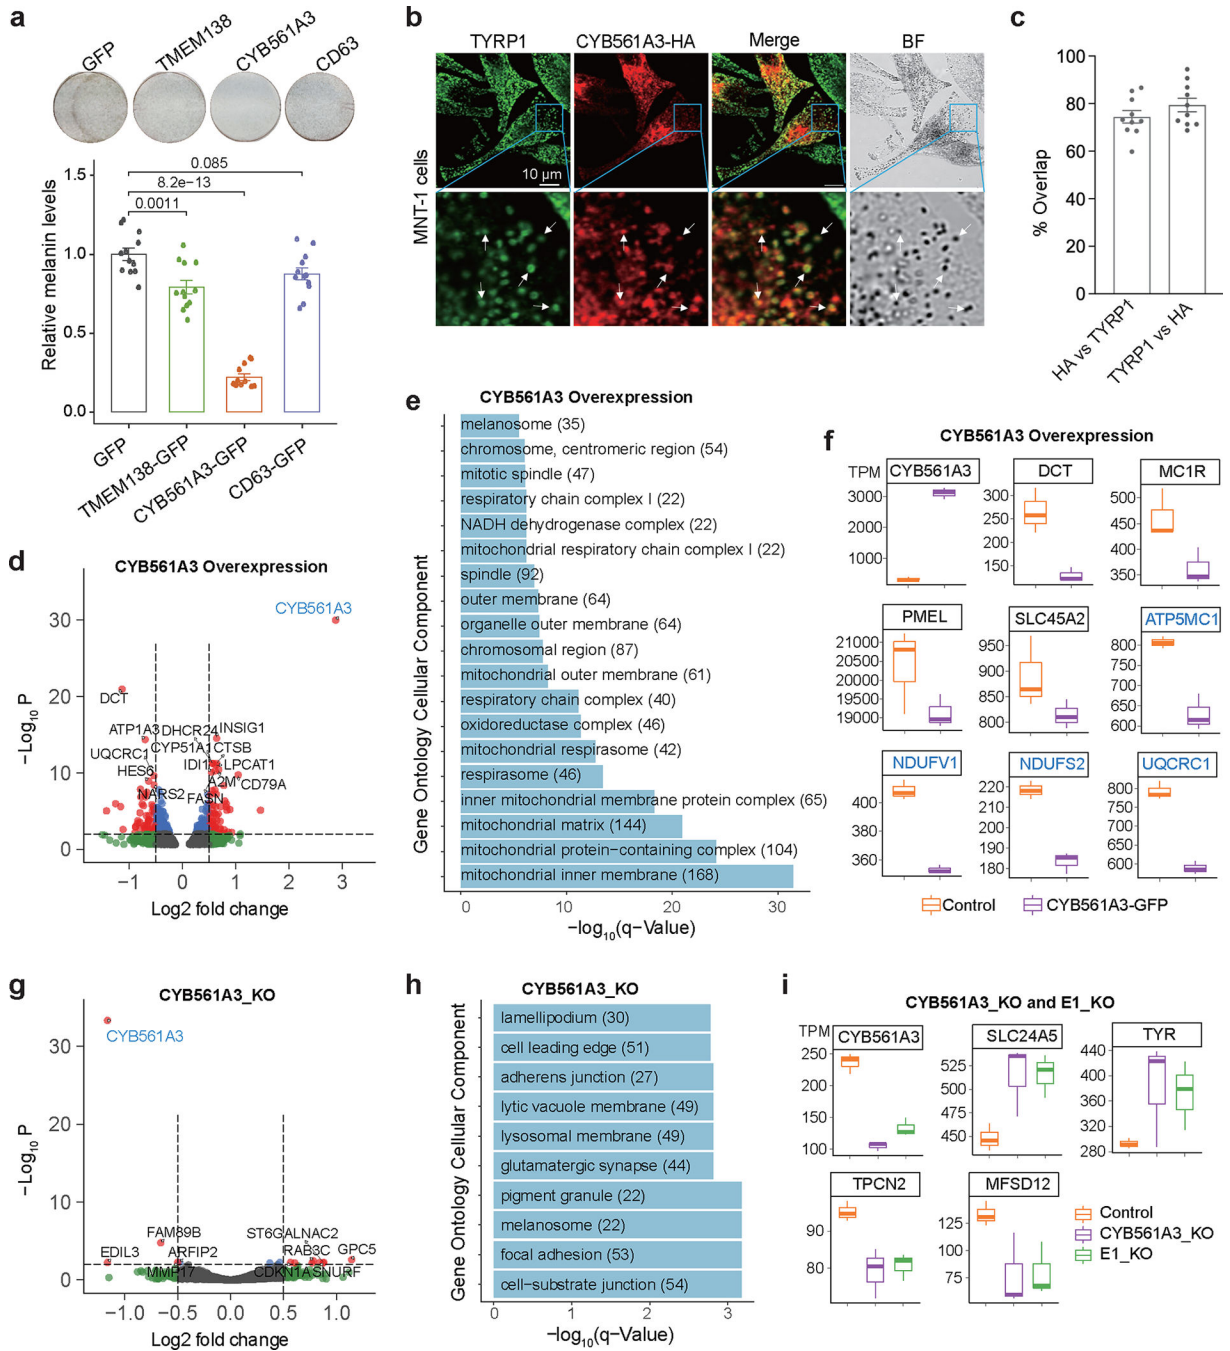 a
GFP
TMEM138
CYB561A3
CD63
Relative melanin levels
1.5
1.0
0.5
0.0
0.085
8.2e−13
0.0011
GFP
TMEM138-GFP
CYB561A3-GFP
CD63-GFP
b
TYRP1
CYB561A3-HA
Merge
BF
MNT-1 cells
10 µm
c
% Overlap
100
80
60
40
20
0
HA vs TYRP1
TYRP1 vs HA
d
CYB561A3 Overexpression
−Log10 P
30
20
10
0
CYB561A3
DCT
ATP1A3
DHCR24
INSIG1
UQCRC1
CYP51A1
CTSB
HES6
IDI1
LPCAT1
A2M
CD79A
NARS2
FASN
−1
0
1
2
3
Log2 fold change
e
CYB561A3 Overexpression
Gene Ontology Cellular Component
melanosome (35)
chromosome, centromeric region (54)
mitotic spindle (47)
respiratory chain complex I (22)
NADH dehydrogenase complex (22)
mitochondrial respiratory chain complex I (22)
spindle (92)
outer membrane (64)
organelle outer membrane (64)
chromosomal region (87)
mitochondrial outer membrane (61)
respiratory chain complex (40)
oxidoreductase complex (46)
mitochondrial respirasome (42)
respirasome (46)
inner mitochondrial membrane protein complex (65)
mitochondrial matrix (144)
mitochondrial protein−containing complex (104)
mitochondrial inner membrane (168)
0
10
20
30
−log10(q−Value)
f
CYB561A3 Overexpression
TPM
CYB561A3
3000
2000
1000
DCT
300
250
200
150
MC1R
500
450
400
350
PMEL
21000
20500
20000
19500
19000
SLC45A2
950
900
850
800
ATP5MC1
800
700
600
NDUFV1
400
380
360
NDUFS2
220
210
200
190
180
UQCRC1
800
700
600
Control
CYB561A3-GFP
g
CYB561A3_KO
−Log10 P
30
20
10
0
CYB561A3
FAM89B
ST6GALNAC2
EDIL3
ARFIP2
RAB3C
GPC5
MMP17
CDKN1A
SNURF
−1.0
−0.5
0.0
0.5
1.0
Log2 fold change
h
CYB561A3_KO
Gene Ontology Cellular Component
lamellipodium (30)
cell leading edge (51)
adherens junction (27)
lytic vacuole membrane (49)
lysosomal membrane (49)
glutamatergic synapse (44)
pigment granule (22)
melanosome (22)
focal adhesion (53)
cell−substrate junction (54)
0
1
2
3
−log10(q−Value)
i
CYB561A3_KO and E1_KO
TPM
CYB561A3
250
200
150
100
SLC24A5
525
500
475
450
TYR
440
400
360
320
280
TPCN2
90
80
MFSD12
125
100
75
Control
CYB561A3_KO
E1_KO